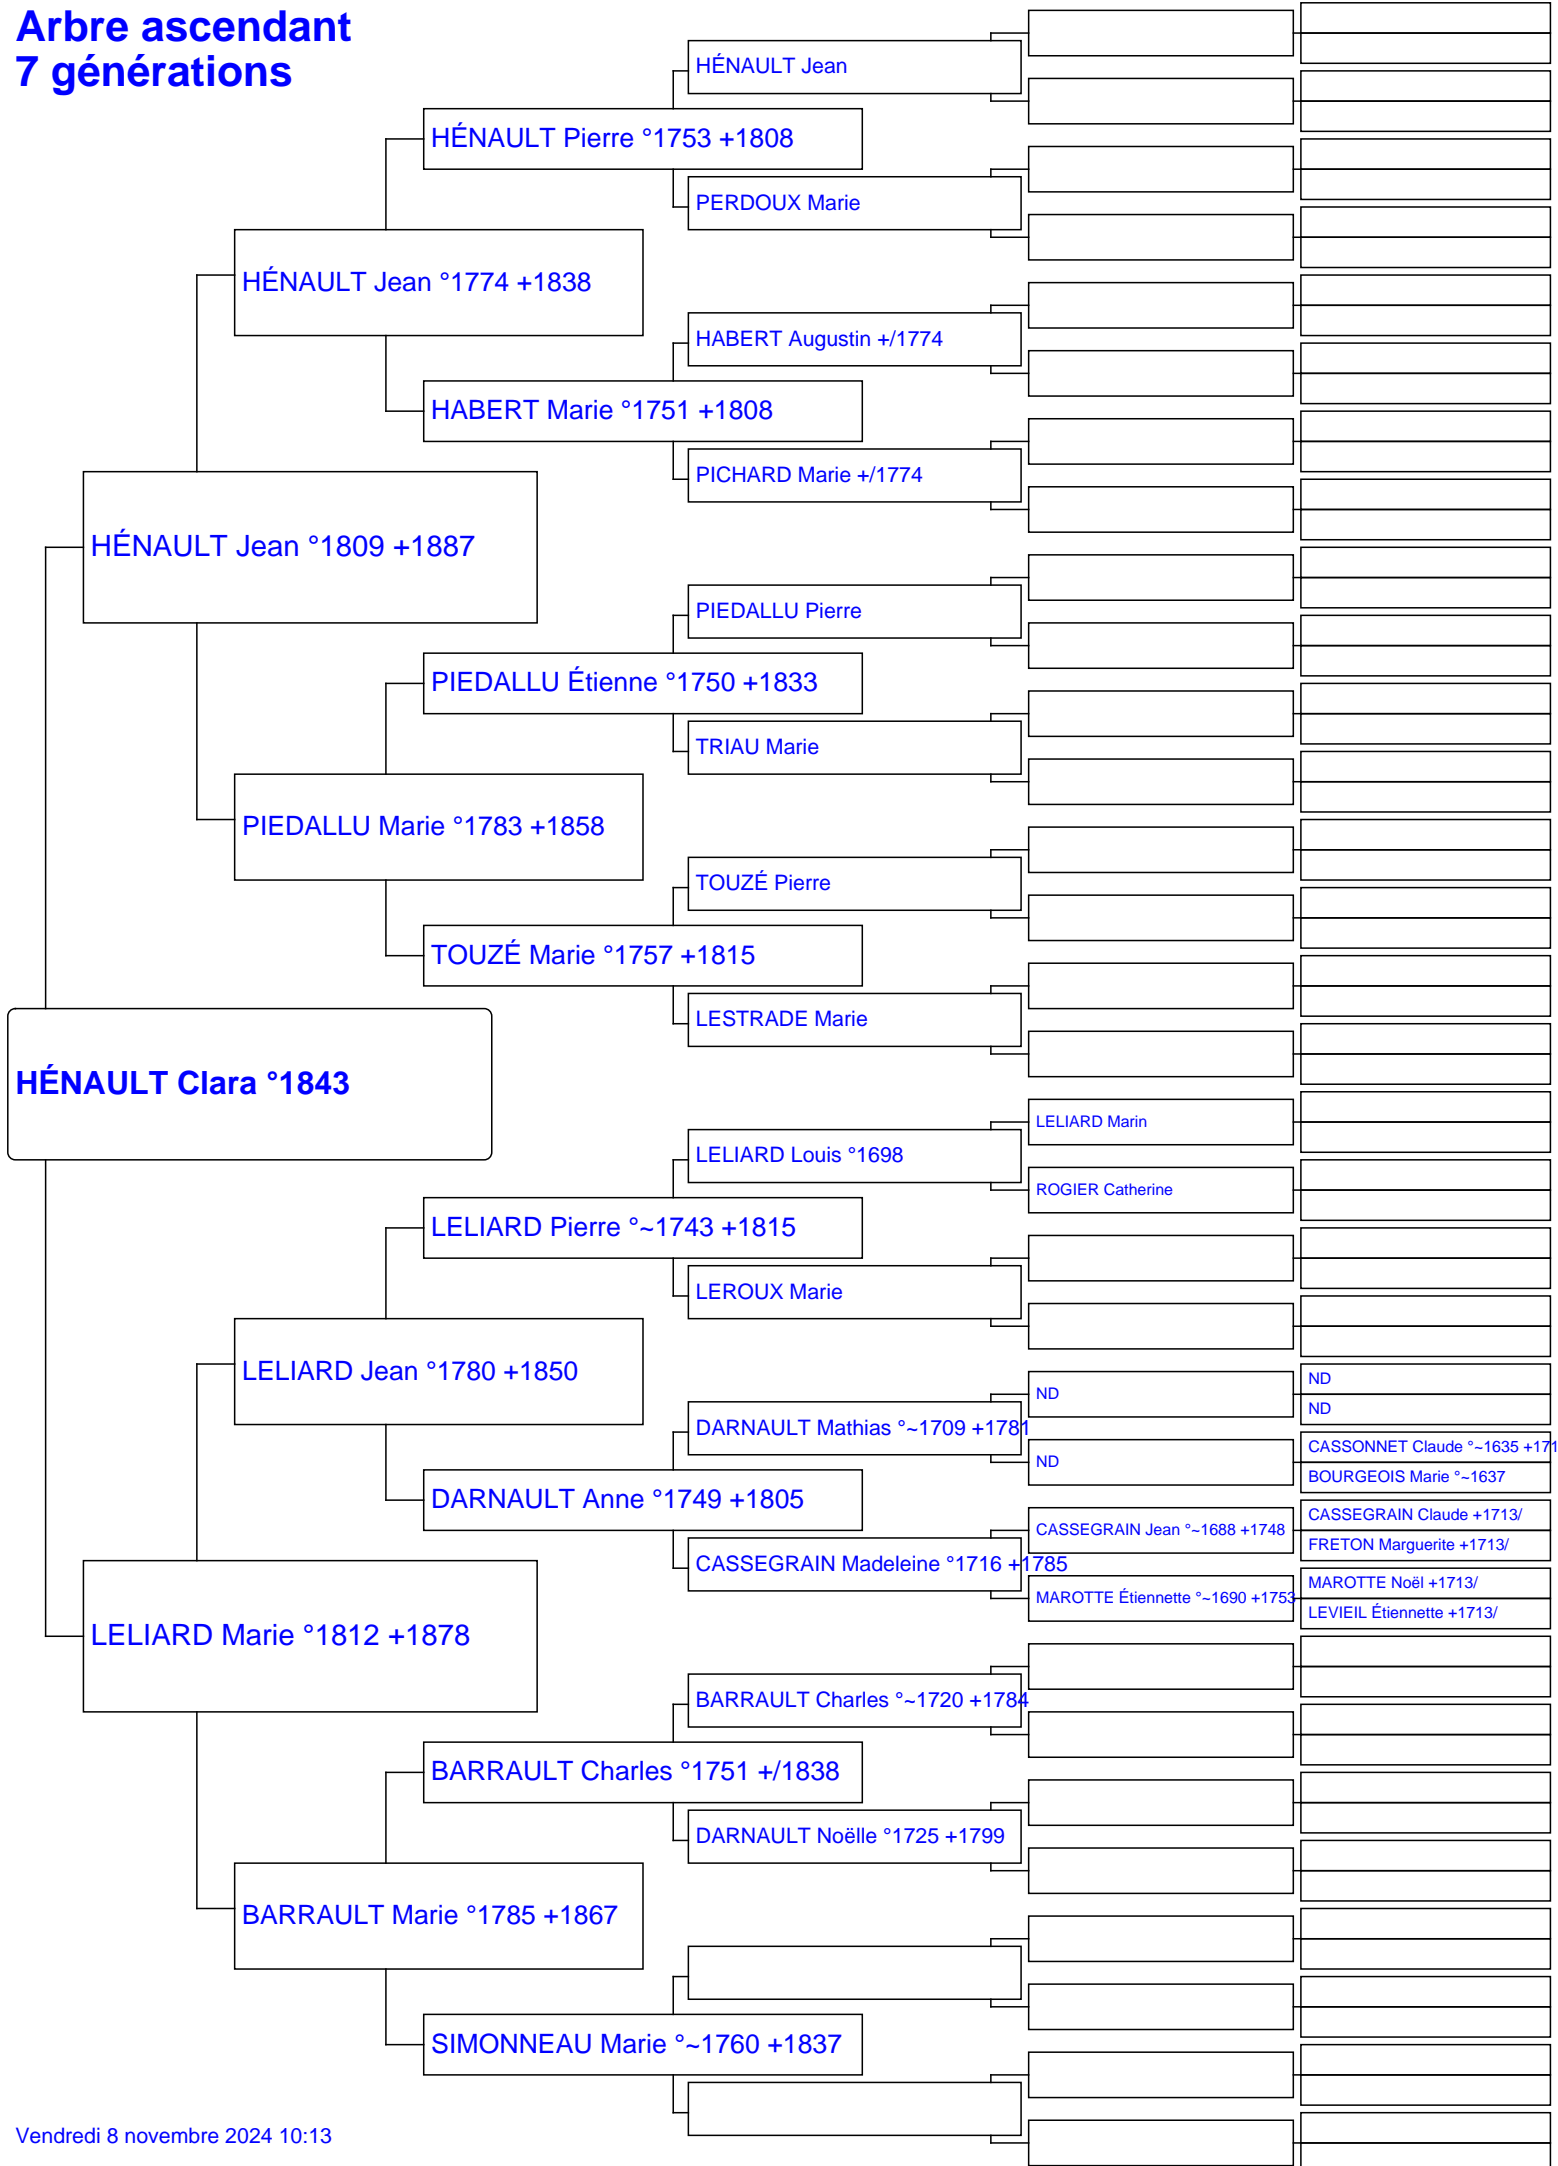 Arbre ascendant
7 générations
HÉNAULT Jean
HÉNAULT Pierre °1753 +1808
PERDOUX Marie
HÉNAULT Jean °1774 +1838
HABERT Augustin +/1774
HABERT Marie °1751 +1808
PICHARD Marie +/1774
HÉNAULT Jean °1809 +1887
PIEDALLU Pierre
PIEDALLU Étienne °1750 +1833
TRIAU Marie
PIEDALLU Marie °1783 +1858
TOUZÉ Pierre
TOUZÉ Marie °1757 +1815
LESTRADE Marie
HÉNAULT Clara °1843
LELIARD Marin
LELIARD Louis °1698
ROGIER Catherine
LELIARD Pierre °~1743 +1815
LEROUX Marie
LELIARD Jean °1780 +1850
ND
ND
ND
DARNAULT Mathias °~1709 +1781
CASSONNET Claude °~1635 +171
ND
BOURGEOIS Marie °~1637
DARNAULT Anne °1749 +1805
CASSEGRAIN Claude +1713/
CASSEGRAIN Jean °~1688 +1748
FRETON Marguerite +1713/
CASSEGRAIN Madeleine °1716 +1785
MAROTTE Noël +1713/
MAROTTE Étiennette °~1690 +1753
LEVIEIL Étiennette +1713/
LELIARD Marie °1812 +1878
BARRAULT Charles °~1720 +1784
BARRAULT Charles °1751 +/1838
DARNAULT Noëlle °1725 +1799
BARRAULT Marie °1785 +1867
SIMONNEAU Marie °~1760 +1837
Vendredi 8 novembre 2024 10:13